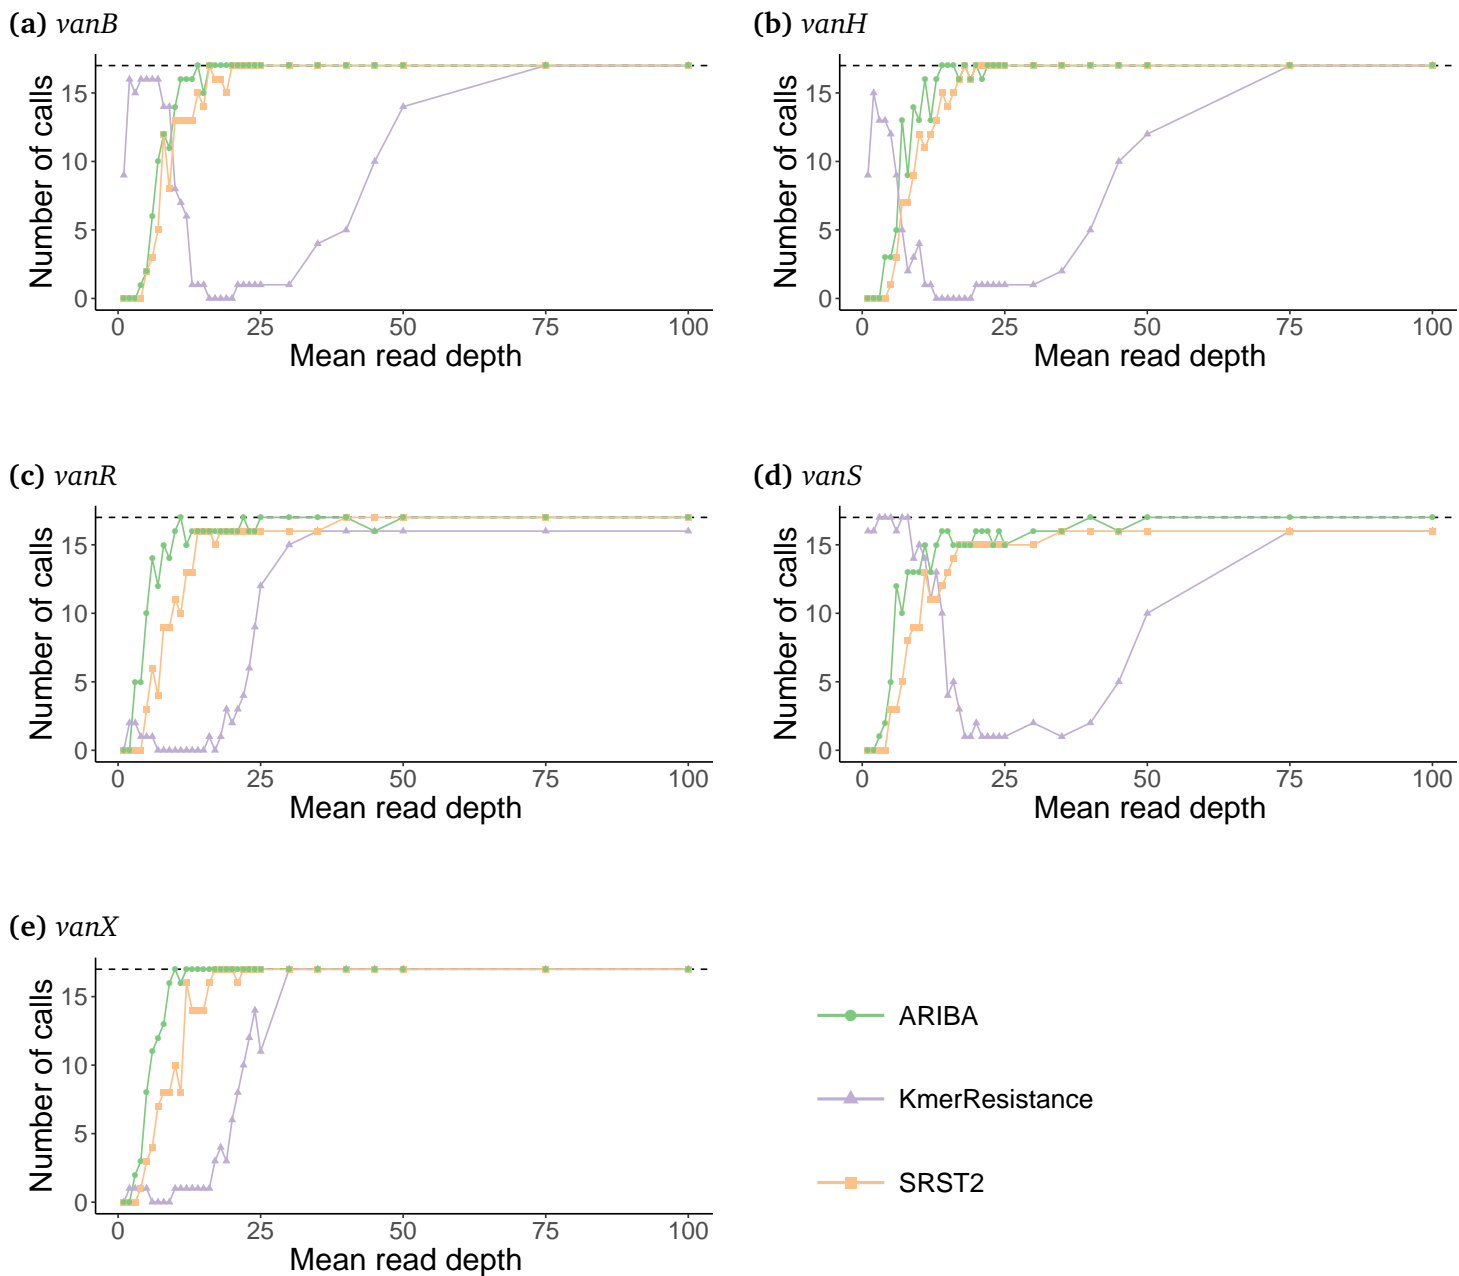 (a) vanB
Number of calls
15
10
5
0
0 25 50 75 100
Mean read depth
(b) vanH
Number of calls
15
10
5
0
0 25 50 75 100
Mean read depth
(c) vanR
Number of calls
15
10
5
0
0 25 50 75 100
Mean read depth
(d) vanS
Number of calls
15
10
5
0
0 25 50 75 100
Mean read depth
(e) vanX
Number of calls
15
10
5
0
0 25 50 75 100
Mean read depth
ARIBA
KmerResistance
SRST2